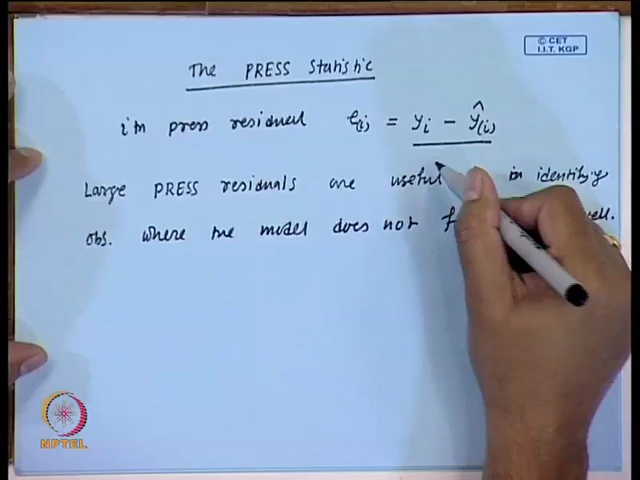 © CET
I.I.T. KGP
The PRESS Statistic
ith press residual e(i) = yi − ŷ(i)
Large PRESS residuals are useful in identifying
obs. where the model does not well.
NPTEL